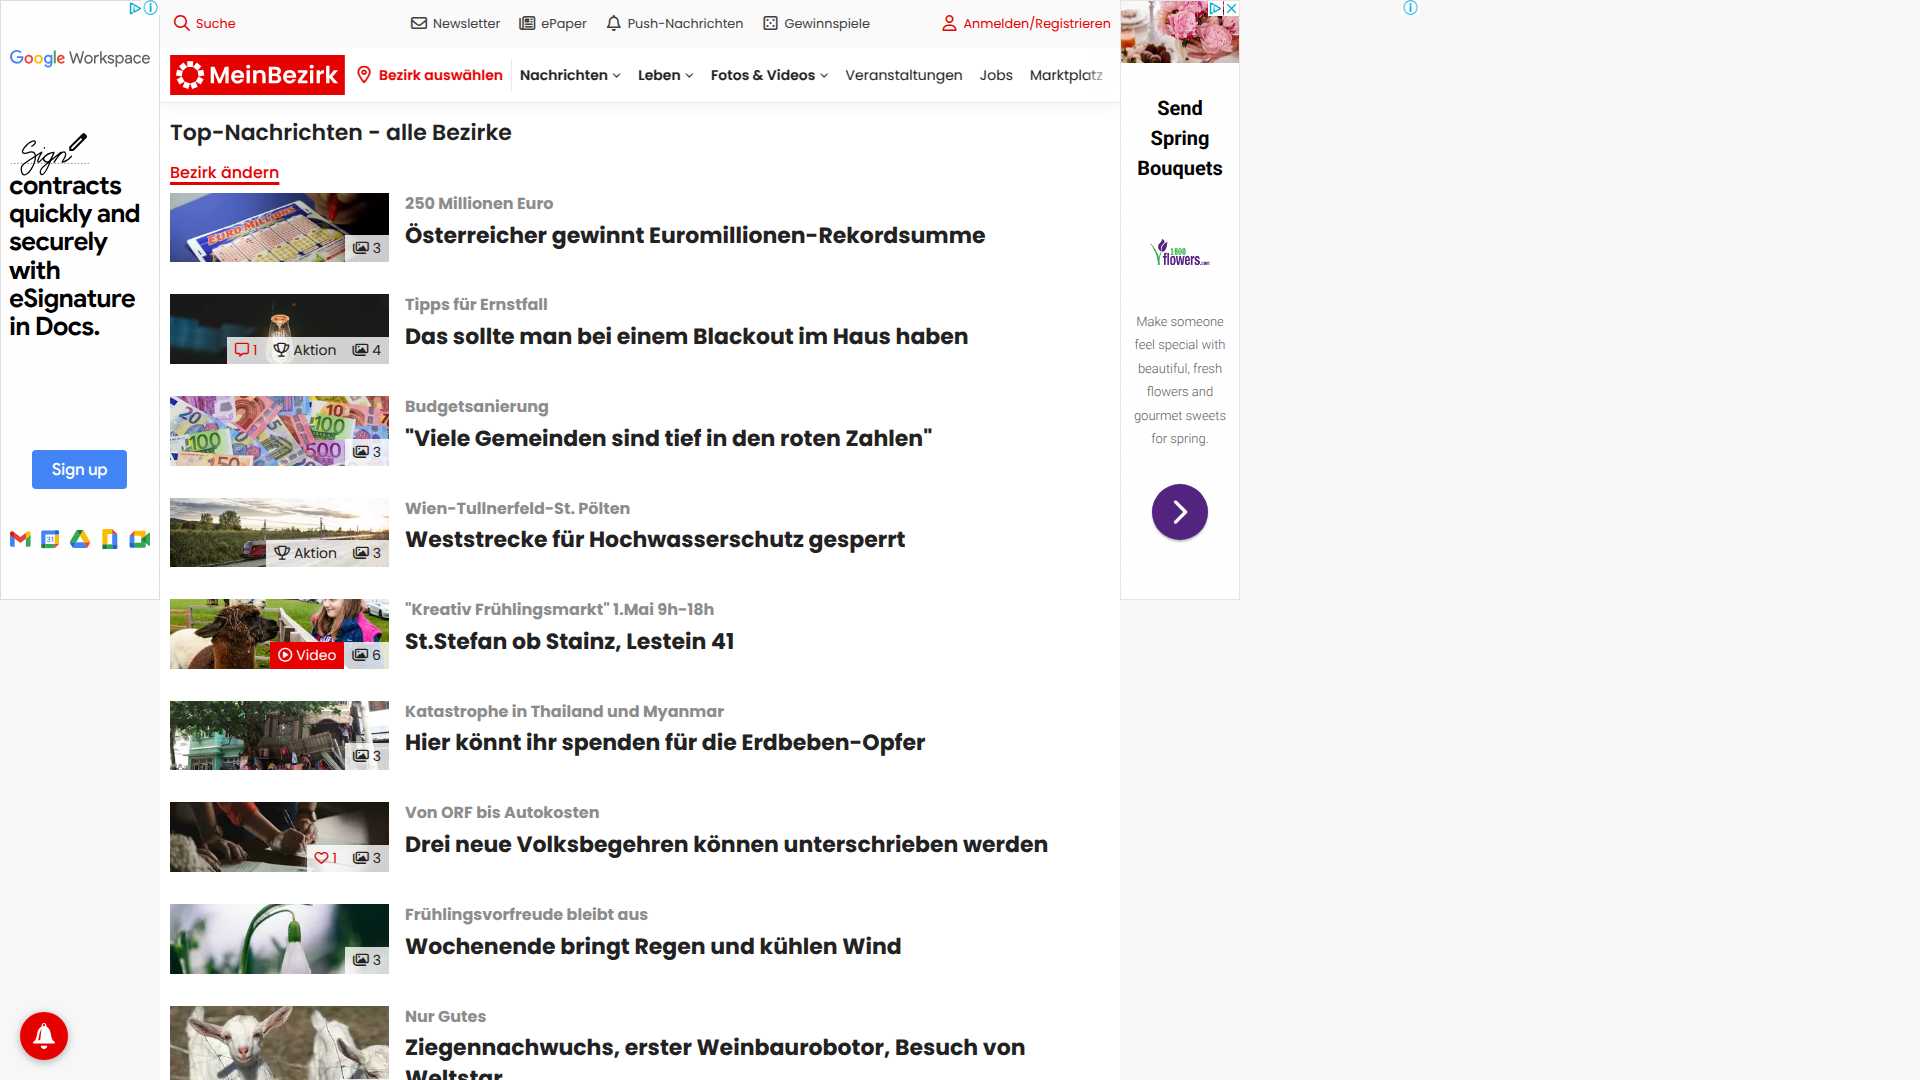 Suche
Newsletter
ePaper
Push-Nachrichten
Gewinnspiele
Anmelden/Registrieren
MeinBezirk
Bezirk auswählen
Nachrichten
Leben
Fotos & Videos
Veranstaltungen
Jobs
Marktplatz
Google Workspace
Sign
contracts
quickly and
securely
with
eSignature
in Docs.
Sign up
31
Top-Nachrichten - alle Bezirke
Bezirk ändern
EURO MILLIONS
3
250 Millionen Euro
Österreicher gewinnt Euromillionen-Rekordsumme
1
Aktion
4
Tipps für Ernstfall
Das sollte man bei einem Blackout im Haus haben
3
Budgetsanierung
"Viele Gemeinden sind tief in den roten Zahlen"
Aktion
3
Wien-Tullnerfeld-St. Pölten
Weststrecke für Hochwasserschutz gesperrt
Video
6
"Kreativ Frühlingsmarkt" 1.Mai 9h-18h
St.Stefan ob Stainz, Lestein 41
3
Katastrophe in Thailand und Myanmar
Hier könnt ihr spenden für die Erdbeben-Opfer
1
3
Von ORF bis Autokosten
Drei neue Volksbegehren können unterschrieben werden
3
Frühlingsvorfreude bleibt aus
Wochenende bringt Regen und kühlen Wind
Nur Gutes
Ziegennachwuchs, erster Weinbaurobotor, Besuch von
Weltstar
Send
Spring
Bouquets
1800
flowers.com
Make someone
feel special with
beautiful, fresh
flowers and
gourmet sweets
for spring.